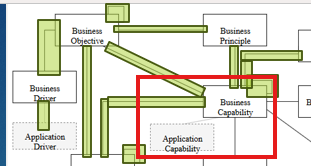 Business
Objective
Business
Principle
Business
Driver
Business
Capability
Application
Driver
Application
Capability
B